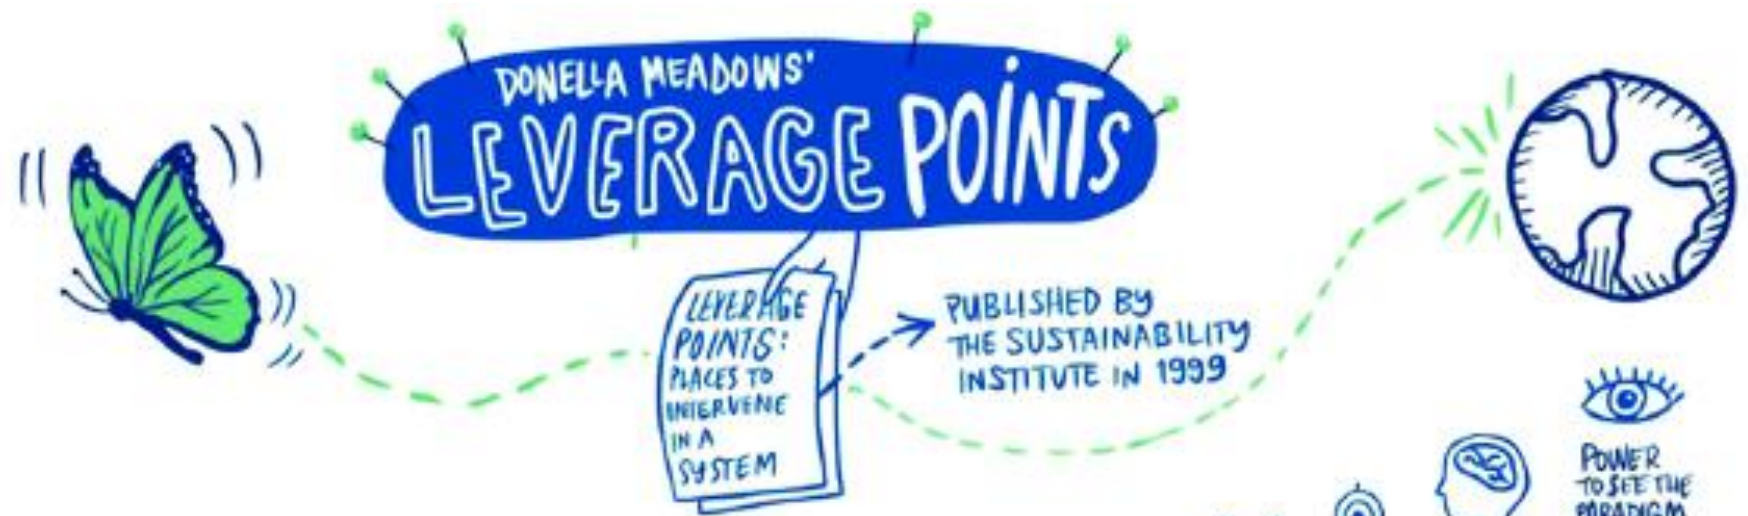 DONELLA MEADOWS'
LEVERAGE POINTS
LEVERAGE
POINTS:
PLACES TO
INTERVENE
IN A
SYSTEM
PUBLISHED BY
THE SUSTAINABILITY
INSTITUTE IN 1999
POWER
TO SEE THE
PARADIGM